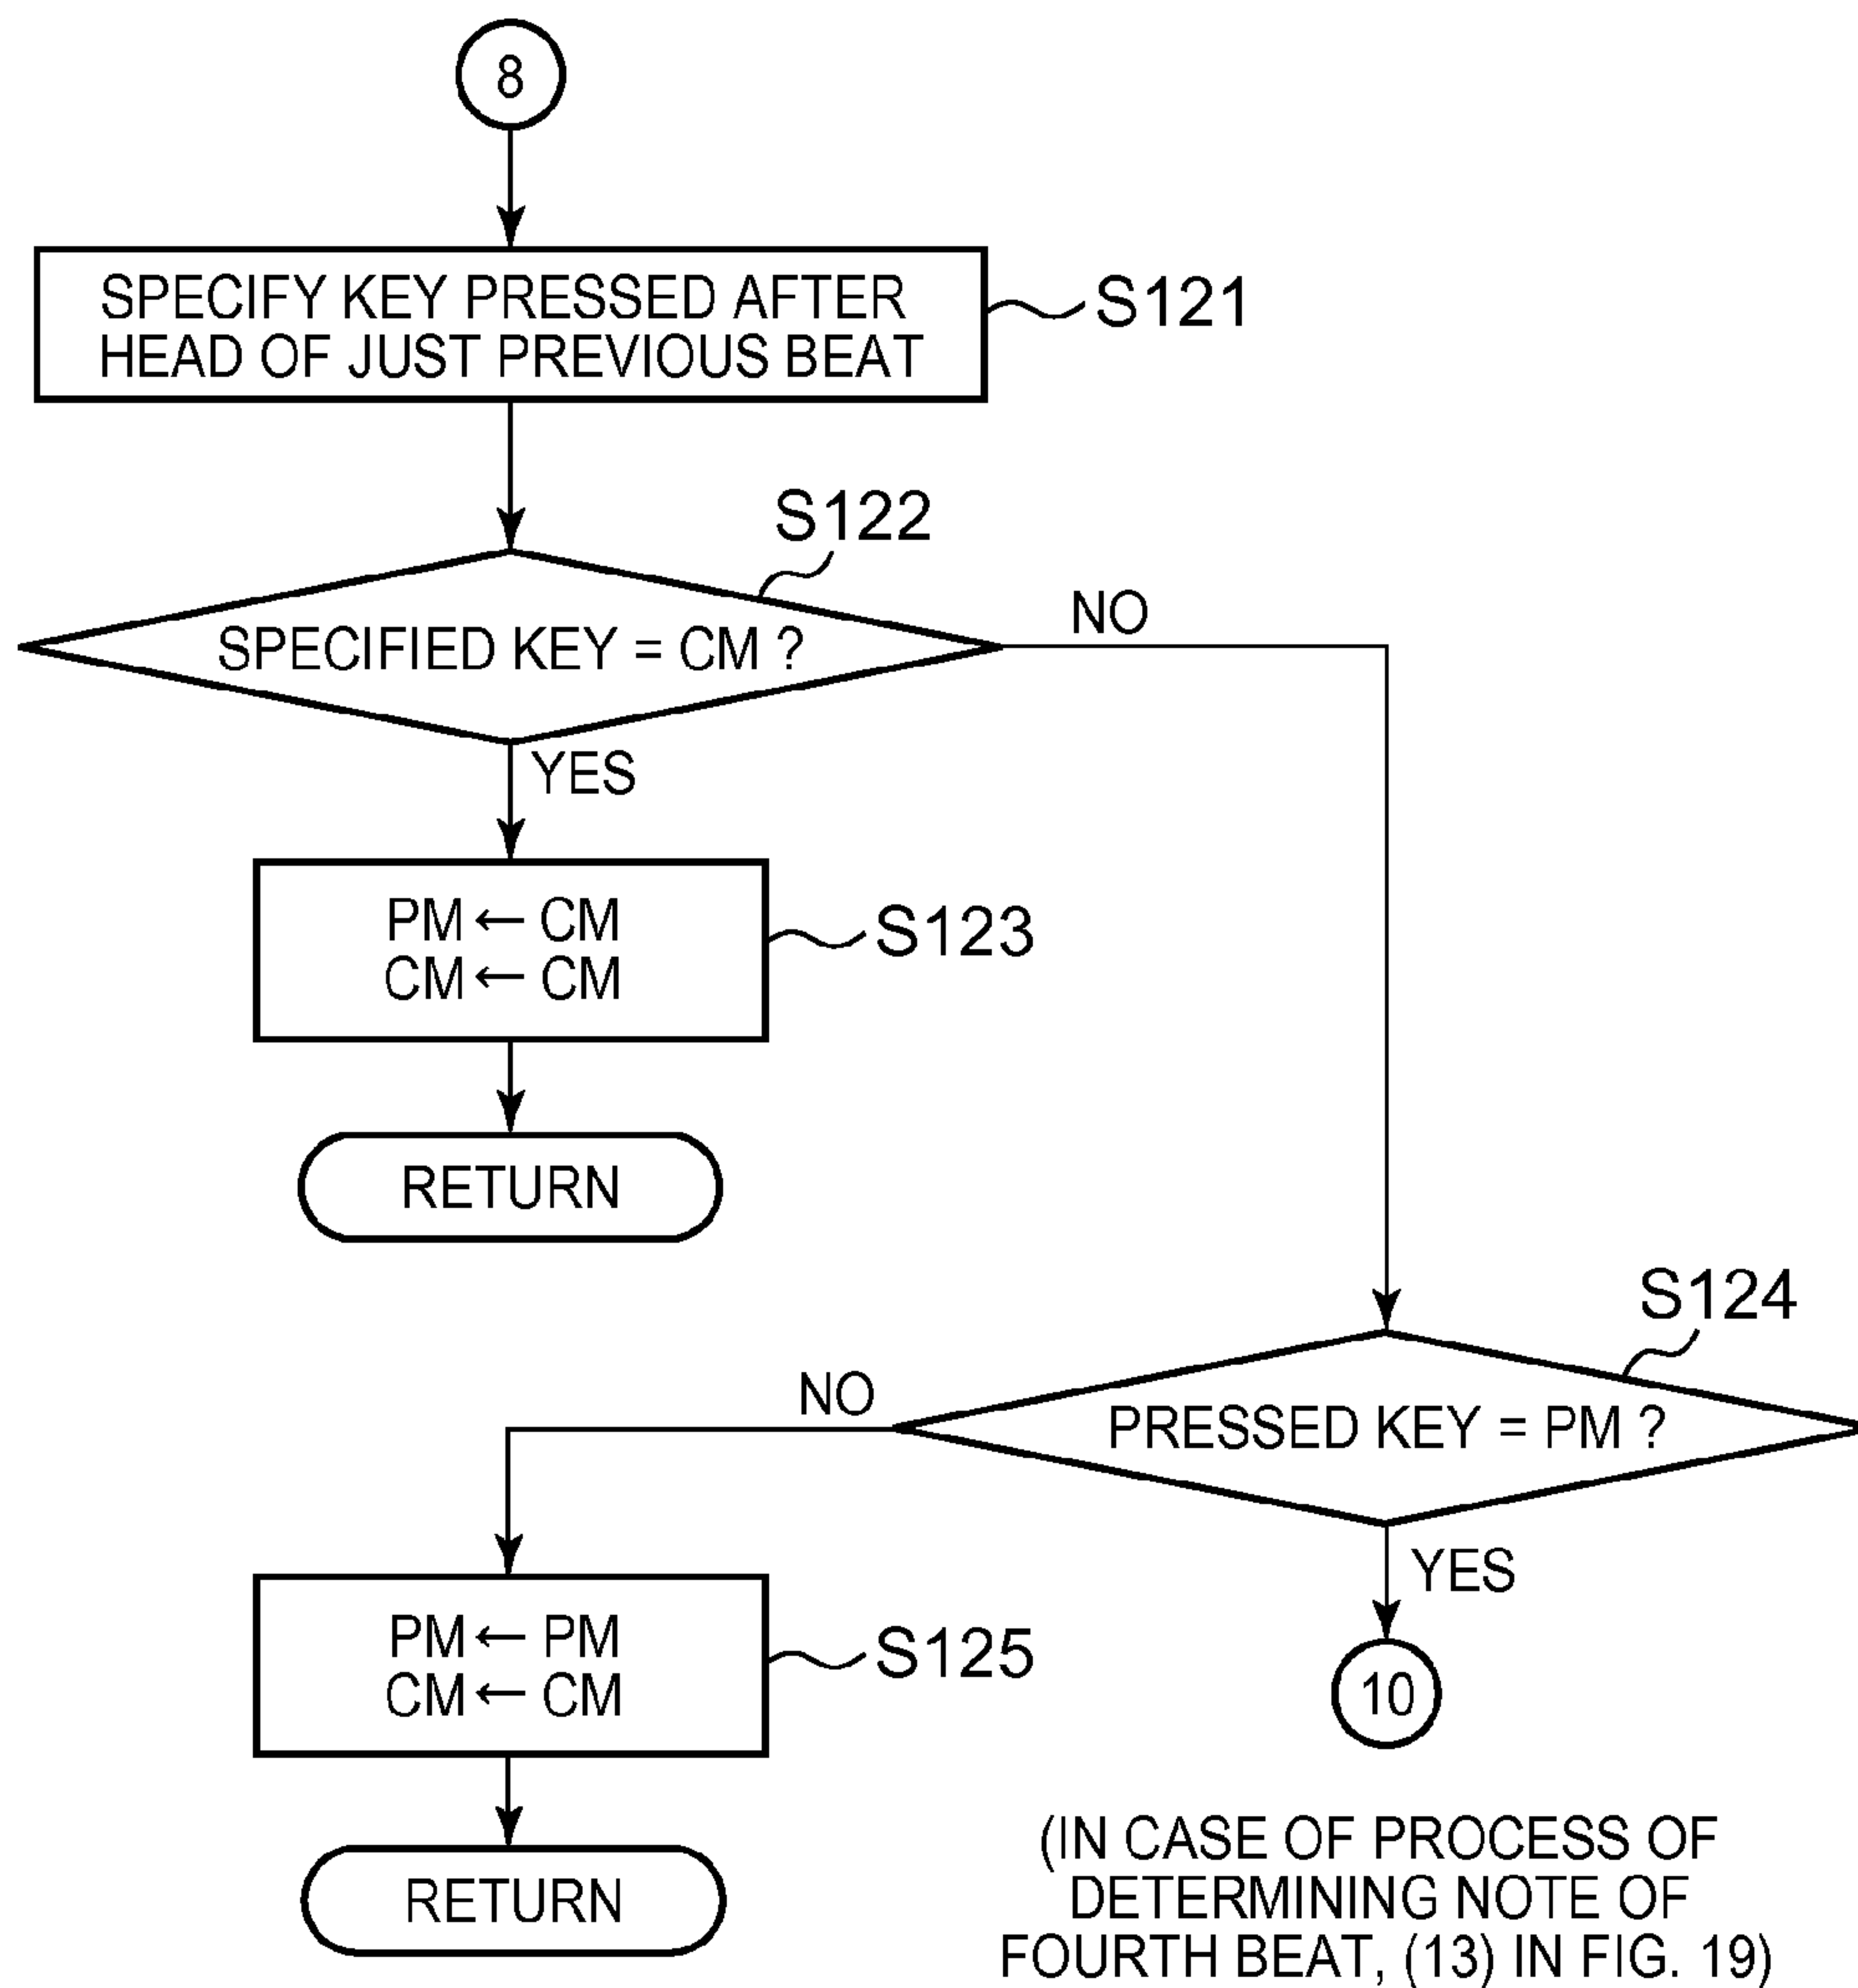 8
SPECIFY KEY PRESSED AFTER
HEAD OF JUST PREVIOUS BEAT
S121
S122
SPECIFIED KEY = CM ?
NO
YES
PM ← CM
CM ← CM
S123
RETURN
S124
PRESSED KEY = PM ?
NO
YES
PM ← PM
CM ← CM
S125
10
RETURN
(IN CASE OF PROCESS OF
DETERMINING NOTE OF
FOURTH BEAT, (13) IN FIG. 19)